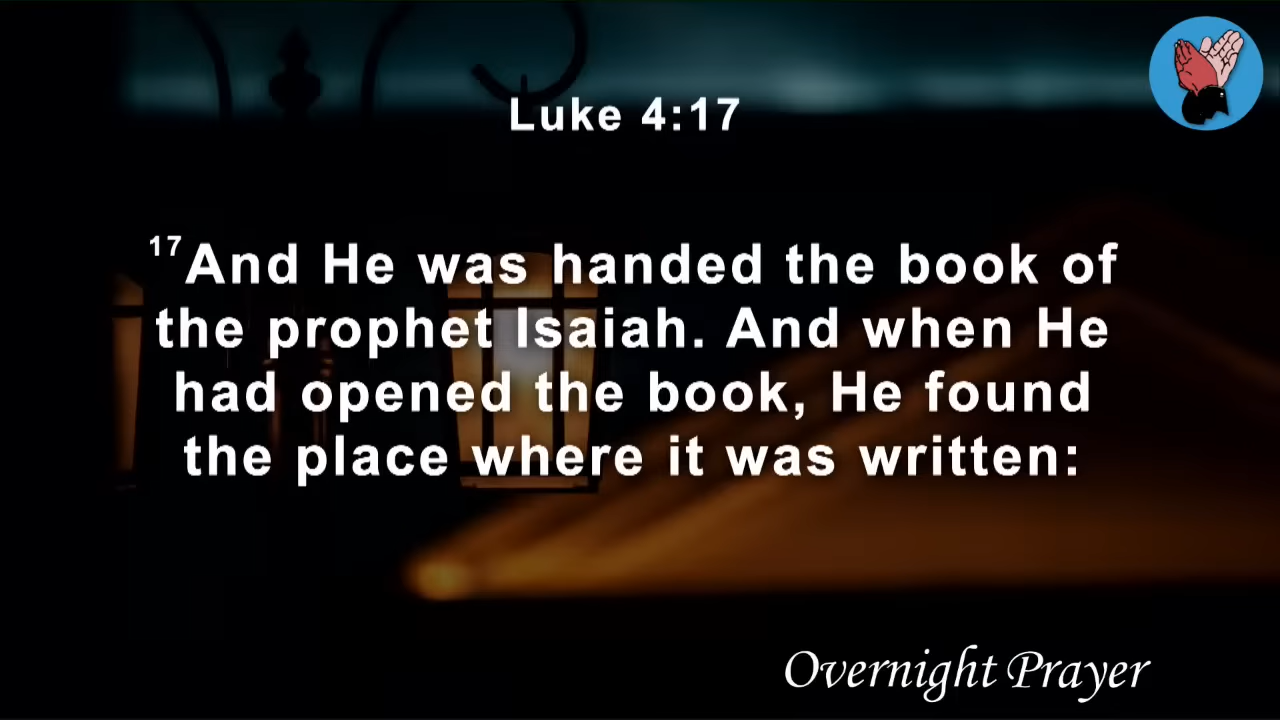 Luke 4:17
17And He was handed the book of
the prophet Isaiah. And when He
had opened the book, He found
the place where it was written:
Overnight Prayer